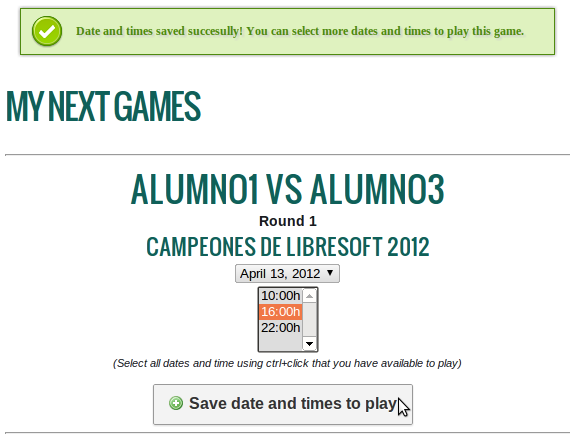 Date and times saved succesully! You can select more dates and times to play this game.
MY NEXT GAMES
ALUMNO1 VS ALUMNO3
Round 1
CAMPEONES DE LIBRESOFT 2012
April 13, 2012
10:00h
16:00h
22:00h
(Select all dates and time using ctrl+click that you have available to play)
Save date and times to play